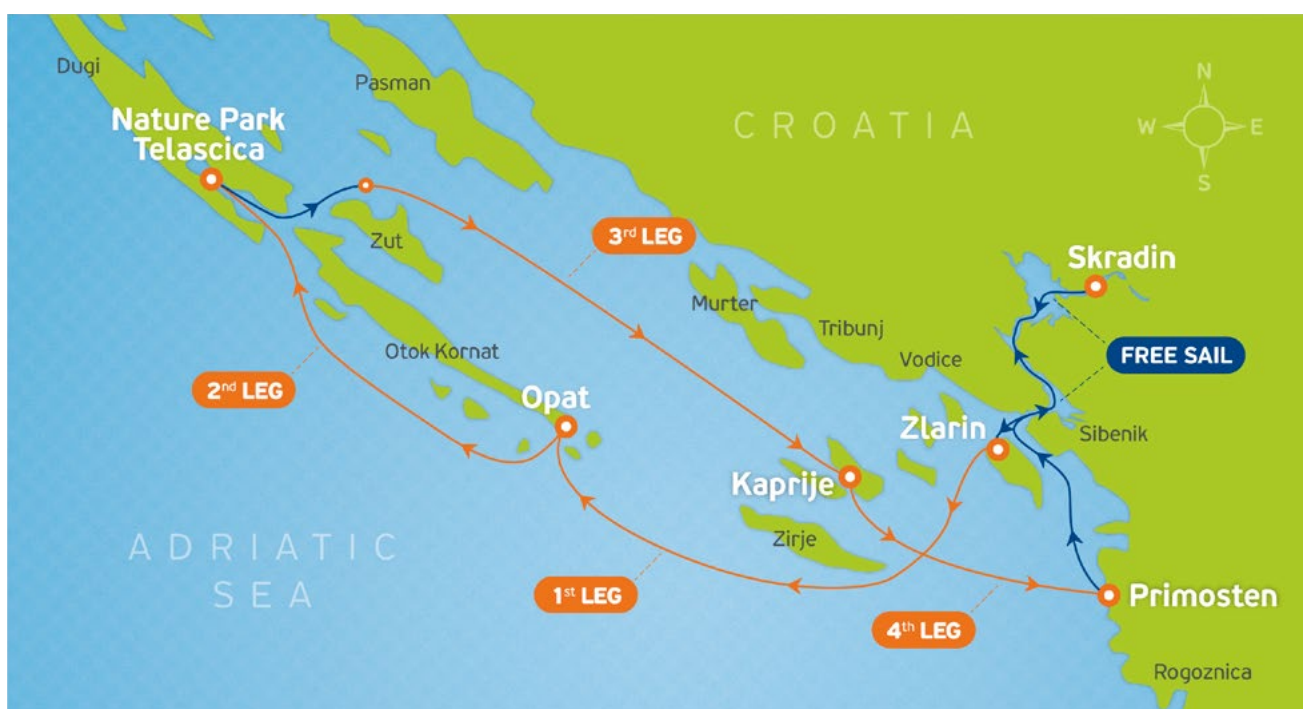 Dugi
Pasman
Nature Park
Telascica
CROATIA
N
W E
S
Zut
3rd LEG
Skradin
Murter
Tribunj
Otok Kornat
Vodice
FREE SAIL
2nd LEG
Opat
Zlarin
Sibenik
Kaprije
ADRIATIC
SEA
Zirje
1st LEG
4th LEG
Primosten
Rogoznica